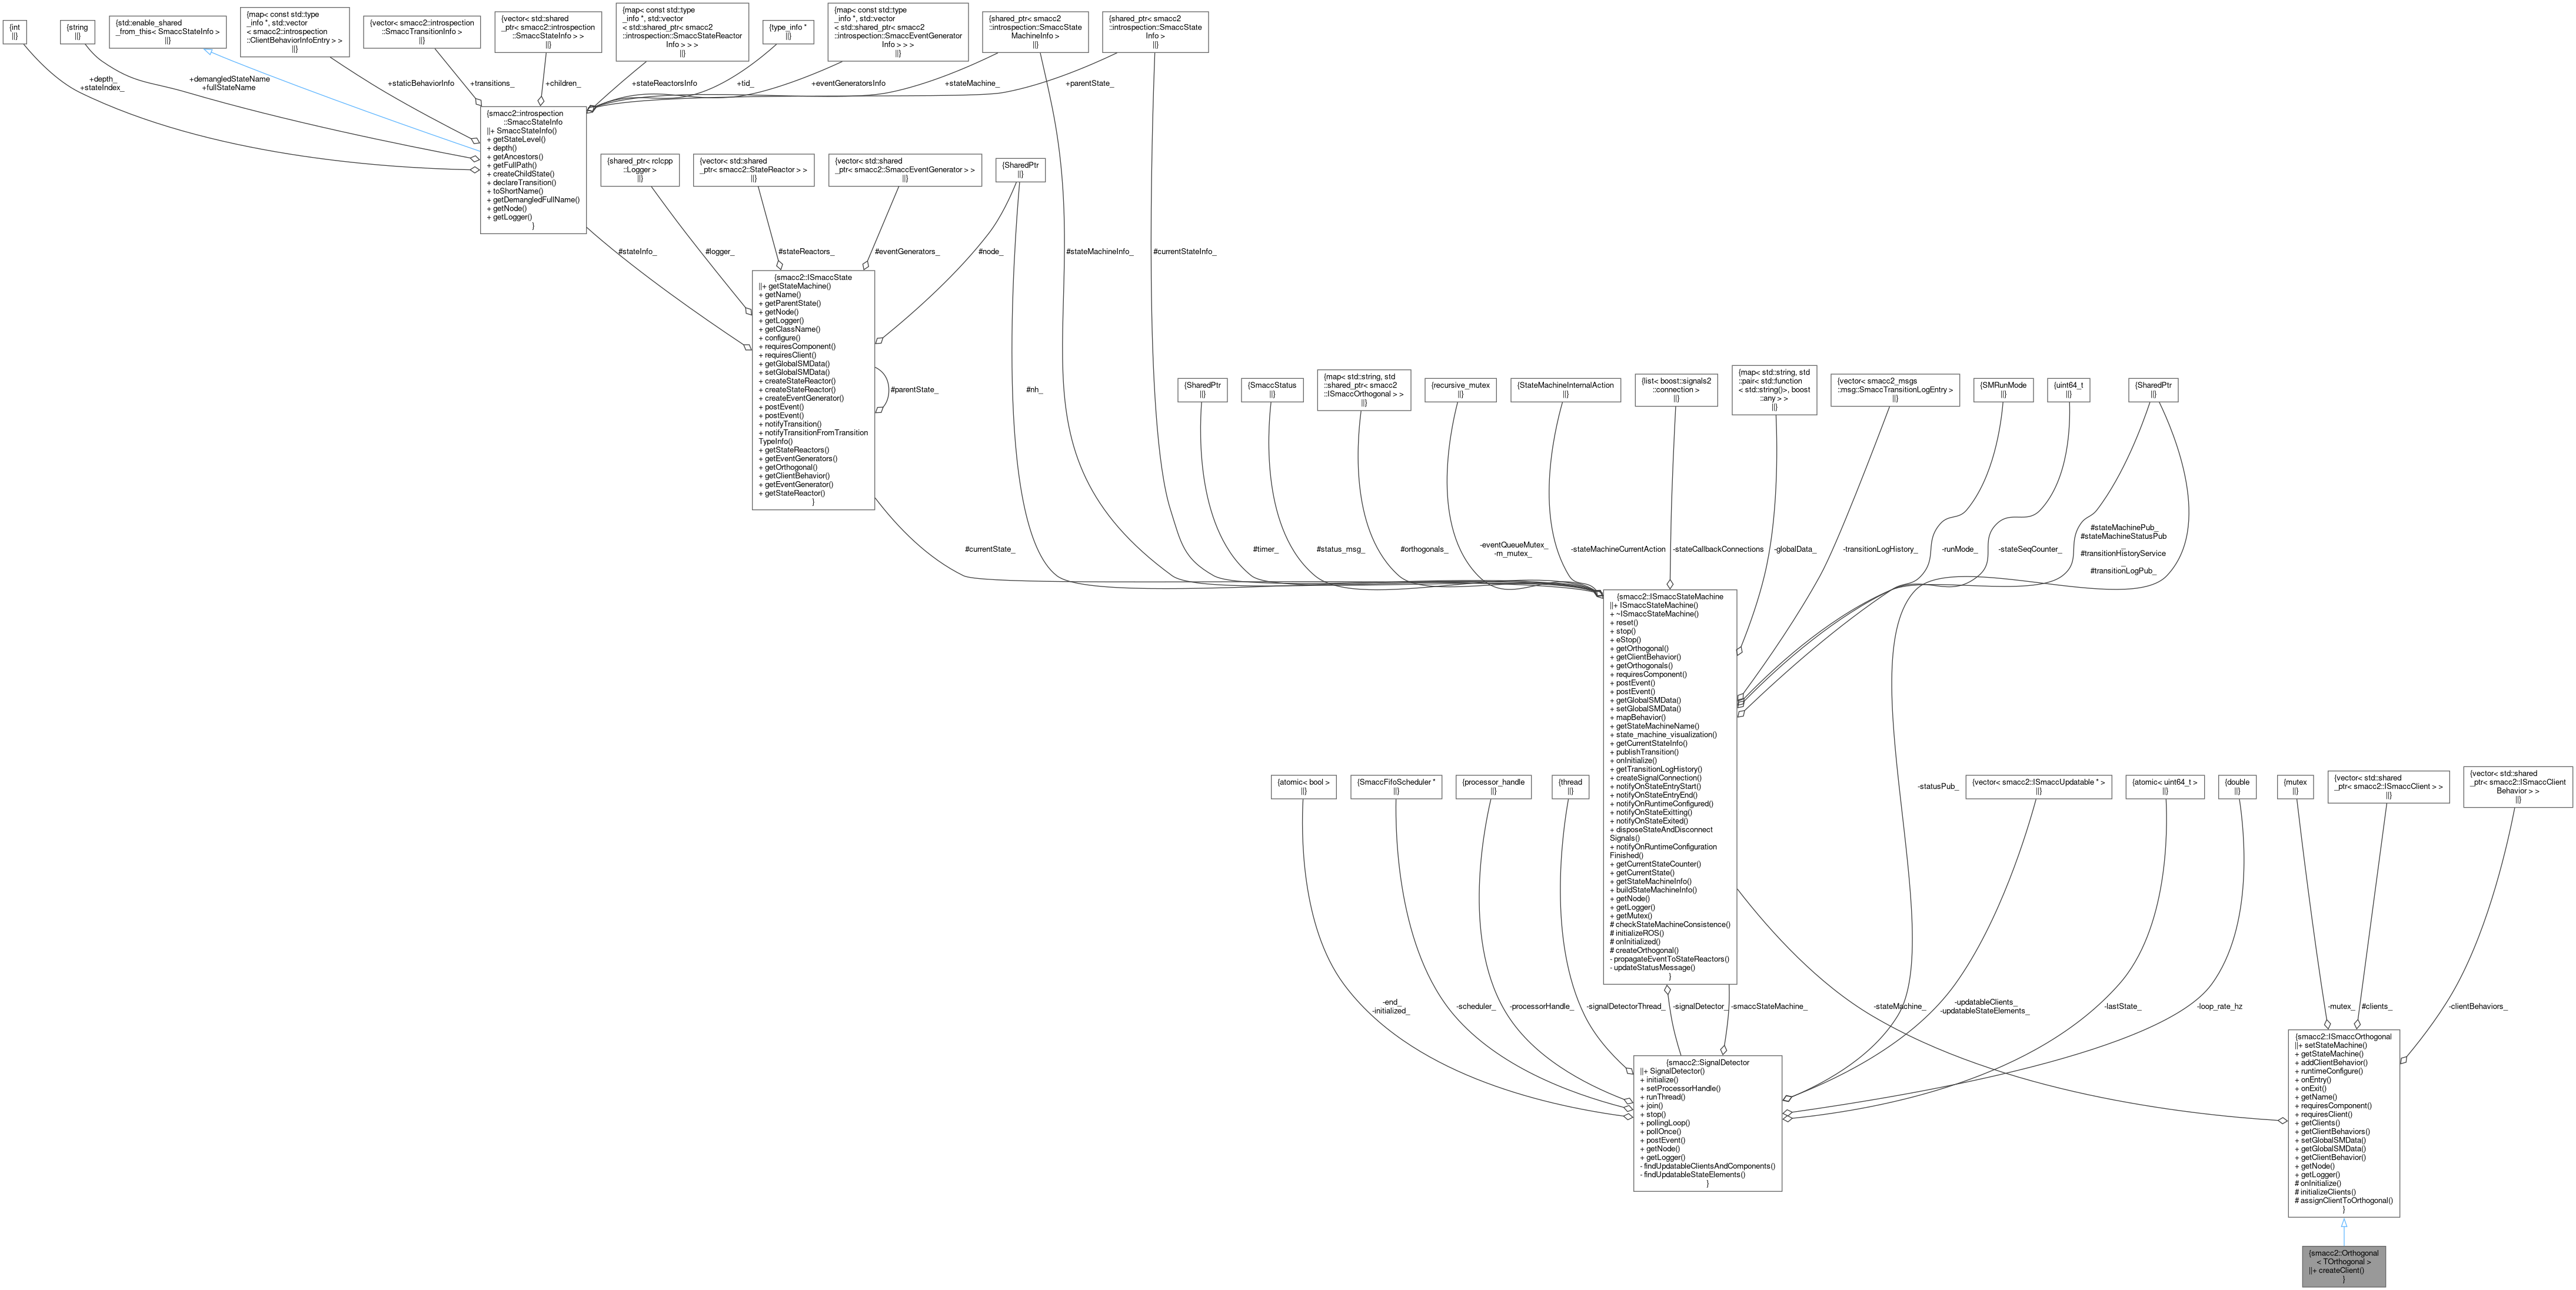 {int
||}
{string
||}
{std::enable_shared
_from_this< SmaccStateInfo >
||}
{map< const std::type
_info *, std::vector
< smacc2::introspection
::ClientBehaviorInfoEntry > >
||}
{vector< smacc2::introspection
::SmaccTransitionInfo >
||}
{vector< std::shared
_ptr< smacc2::introspection
::SmaccStateInfo > >
||}
{map< const std::type
_info *, std::vector
< std::shared_ptr< smacc2
::introspection::SmaccStateReactor
Info > > >
||}
{type_info *
||}
{map< const std::type
_info *, std::vector
< std::shared_ptr< smacc2
::introspection::SmaccEventGenerator
Info > > >
||}
{shared_ptr< smacc2
::introspection::SmaccState
MachineInfo >
||}
{shared_ptr< smacc2
::introspection::SmaccState
Info >
||}
+depth_
+stateIndex_
+demangledStateName
+fullStateName
+staticBehaviorInfo
+transitions_
+children_
+stateReactorsInfo
+tid_
+eventGeneratorsInfo
+stateMachine_
+parentState_
{smacc2::introspection
::SmaccStateInfo
||+ SmaccStateInfo()
+ getStateLevel()
+ depth()
+ getAncestors()
+ getFullPath()
+ createChildState()
+ declareTransition()
+ toShortName()
+ getDemangledFullName()
+ getNode()
+ getLogger()
}
{shared_ptr< rclcpp
::Logger >
||}
{vector< std::shared
_ptr< smacc2::StateReactor > >
||}
{vector< std::shared
_ptr< smacc2::SmaccEventGenerator > >
||}
{SharedPtr
||}
#stateInfo_
#logger_
#stateReactors_
#eventGenerators_
#node_
#stateMachineInfo_
#currentStateInfo_
{smacc2::ISmaccState
||+ getStateMachine()
+ getName()
+ getParentState()
+ getNode()
+ getLogger()
+ getClassName()
+ configure()
+ requiresComponent()
+ requiresClient()
+ getGlobalSMData()
+ setGlobalSMData()
+ createStateReactor()
+ createStateReactor()
+ createEventGenerator()
+ postEvent()
+ postEvent()
+ notifyTransition()
+ notifyTransitionFromTransition
TypeInfo()
+ getStateReactors()
+ getEventGenerators()
+ getOrthogonal()
+ getClientBehavior()
+ getEventGenerator()
+ getStateReactor()
}
#parentState_
#nh_
{SharedPtr
||}
{SmaccStatus
||}
{map< std::string, std
::shared_ptr< smacc2
::ISmaccOrthogonal > >
||}
{recursive_mutex
||}
{StateMachineInternalAction
||}
{list< boost::signals2
::connection >
||}
{map< std::string, std
::pair< std::function
< std::string()>, boost
::any > >
||}
{vector< smacc2_msgs
::msg::SmaccTransitionLogEntry >
||}
{SMRunMode
||}
{uint64_t
||}
{SharedPtr
||}
#currentState_
#timer_
#status_msg_
#orthogonals_
-eventQueueMutex_
-m_mutex_
-stateMachineCurrentAction
-stateCallbackConnections
-globalData_
-transitionLogHistory_
-runMode_
-stateSeqCounter_
#stateMachinePub_
#stateMachineStatusPub
_
#transitionHistoryService
_
#transitionLogPub_
{smacc2::ISmaccStateMachine
||+ ISmaccStateMachine()
+ ~ISmaccStateMachine()
+ reset()
+ stop()
+ eStop()
+ getOrthogonal()
+ getClientBehavior()
+ getOrthogonals()
+ requiresComponent()
+ postEvent()
+ postEvent()
+ getGlobalSMData()
+ setGlobalSMData()
+ mapBehavior()
+ getStateMachineName()
+ state_machine_visualization()
+ getCurrentStateInfo()
+ publishTransition()
+ onInitialize()
+ getTransitionLogHistory()
+ createSignalConnection()
+ notifyOnStateEntryStart()
+ notifyOnStateEntryEnd()
+ notifyOnRuntimeConfigured()
+ notifyOnStateExitting()
+ notifyOnStateExited()
+ disposeStateAndDisconnect
Signals()
+ notifyOnRuntimeConfiguration
Finished()
+ getCurrentStateCounter()
+ getCurrentState()
+ getStateMachineInfo()
+ buildStateMachineInfo()
+ getNode()
+ getLogger()
+ getMutex()
# checkStateMachineConsistence()
# initializeROS()
# onInitialized()
# createOrthogonal()
- propagateEventToStateReactors()
- updateStatusMessage()
}
{atomic< bool >
||}
{SmaccFifoScheduler *
||}
{processor_handle
||}
{thread
||}
-statusPub_
{vector< smacc2::ISmaccUpdatable * >
||}
{atomic< uint64_t >
||}
{double
||}
{mutex
||}
{vector< std::shared
_ptr< smacc2::ISmaccClient > >
||}
{vector< std::shared
_ptr< smacc2::ISmaccClient
Behavior > >
||}
-end_
-initialized_
-scheduler_
-processorHandle_
-signalDetectorThread_
-signalDetector_
-smaccStateMachine_
-stateMachine_
-updatableClients_
-updatableStateElements_
-lastState_
-loop_rate_hz
-mutex_
#clients_
-clientBehaviors_
{smacc2::SignalDetector
||+ SignalDetector()
+ initialize()
+ setProcessorHandle()
+ runThread()
+ join()
+ stop()
+ pollingLoop()
+ pollOnce()
+ postEvent()
+ getNode()
+ getLogger()
- findUpdatableClientsAndComponents()
- findUpdatableStateElements()
}
{smacc2::ISmaccOrthogonal
||+ setStateMachine()
+ getStateMachine()
+ addClientBehavior()
+ runtimeConfigure()
+ onEntry()
+ onExit()
+ getName()
+ requiresComponent()
+ requiresClient()
+ getClients()
+ getClientBehaviors()
+ setGlobalSMData()
+ getGlobalSMData()
+ getClientBehavior()
+ getNode()
+ getLogger()
# onInitialize()
# initializeClients()
# assignClientToOrthogonal()
}
{smacc2::Orthogonal
< TOrthogonal >
||+ createClient()
}